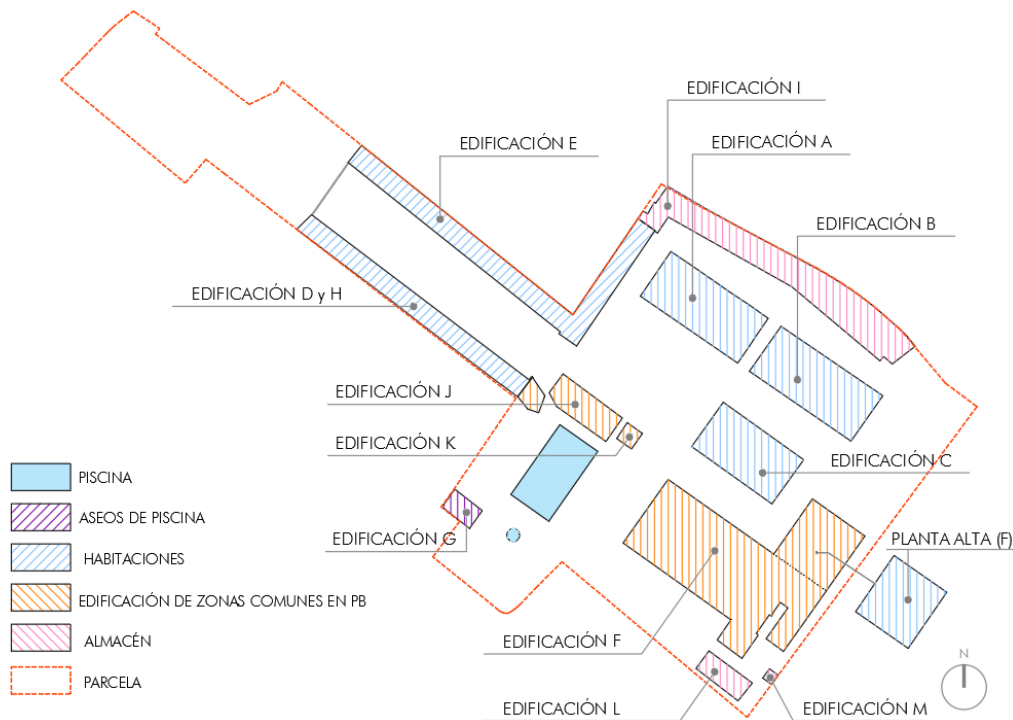 EDIFICACIÓN I
EDIFICACIÓN E
EDIFICACIÓN A
EDIFICACIÓN B
EDIFICACIÓN D y H
EDIFICACIÓN J
EDIFICACIÓN K
EDIFICACIÓN C
PISCINA
ASEOS DE PISCINA
EDIFICACIÓN G
PLANTA ALTA (F)
HABITACIONES
EDIFICACIÓN DE ZONAS COMUNES EN PB
ALMACÉN
EDIFICACIÓN F
N
PARCELA
EDIFICACIÓN L
EDIFICACIÓN M